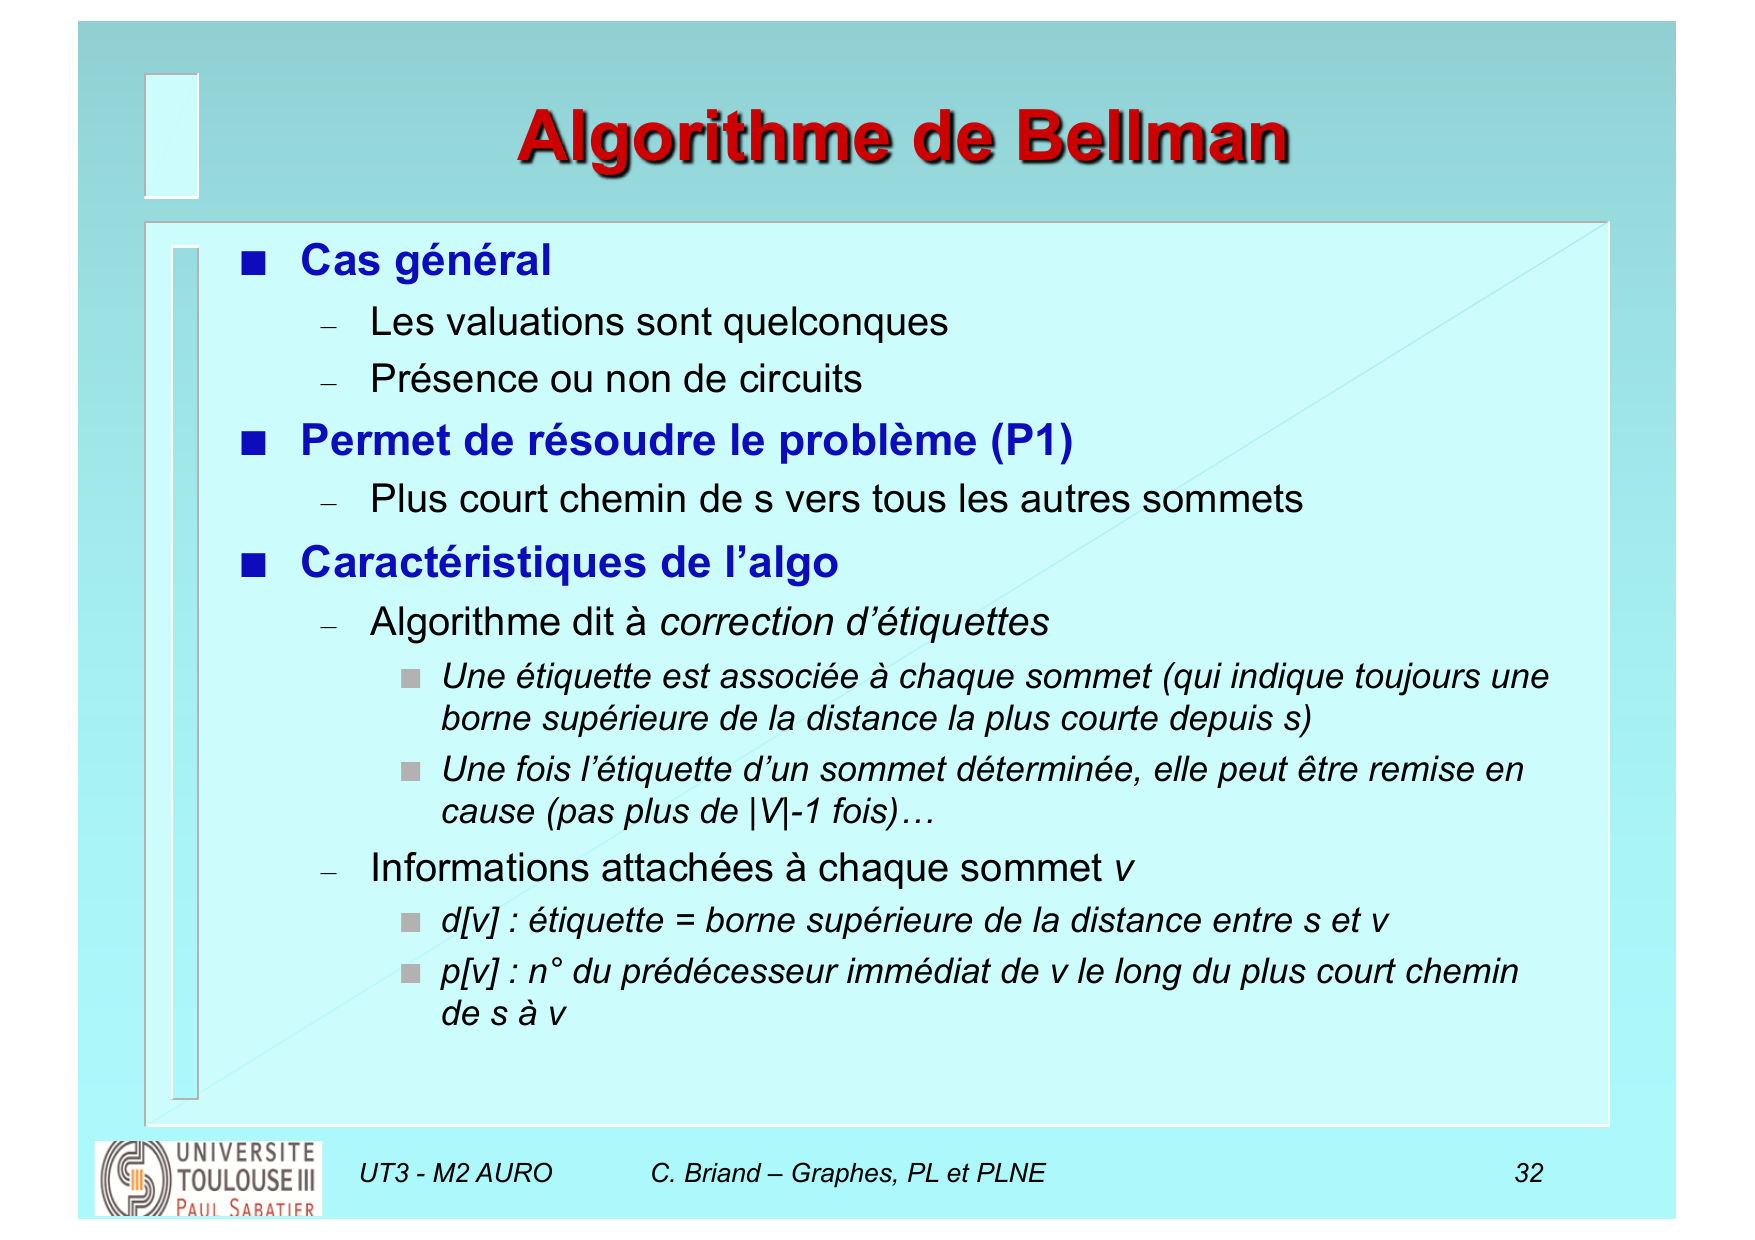 Algorithme de Bellman
■ Cas général
– Les valuations sont quelconques
– Présence ou non de circuits
■ Permet de résoudre le problème (P1)
– Plus court chemin de s vers tous les autres sommets
■ Caractéristiques de l’algo
– Algorithme dit à correction d’étiquettes
■ Une étiquette est associée à chaque sommet (qui indique toujours une
borne supérieure de la distance la plus courte depuis s)
■ Une fois l’étiquette d’un sommet déterminée, elle peut être remise en
cause (pas plus de |V|-1 fois)…
– Informations attachées à chaque sommet v
■ d[v] : étiquette = borne supérieure de la distance entre s et v
■ p[v] : n° du prédécesseur immédiat de v le long du plus court chemin
de s à v
UNIVERSITE
TOULOUSE III
PAUL SABATIER
UT3 - M2 AURO C. Briand – Graphes, PL et PLNE 32